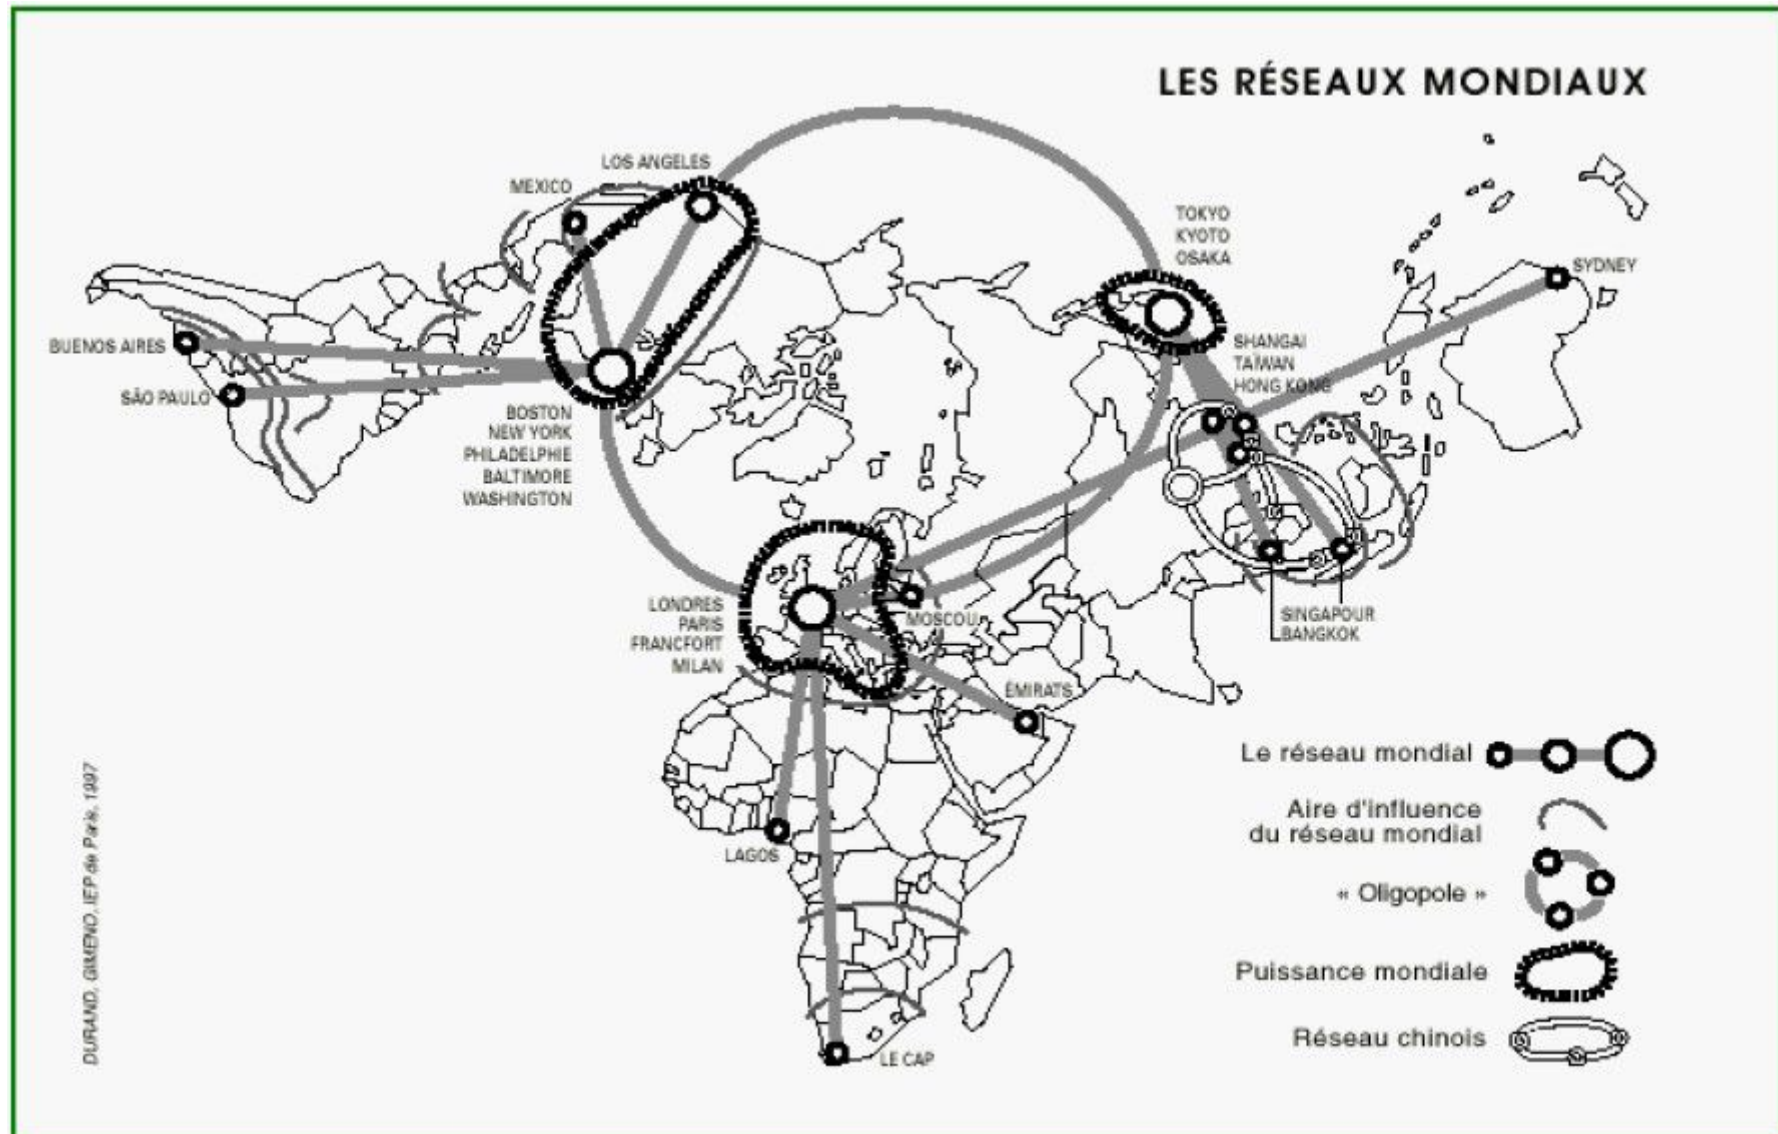 LES RÉSEAUX MONDIAUX
LOS ANGELES
MEXICO
TOKYO
KYOTO
OSAKA
SYDNEY
BUENOS AIRES
SÃO PAULO
SHANGAI
TAÏWAN
HONG KONG
BOSTON
NEW YORK
PHILADELPHIE
BALTIMORE
WASHINGTON
LONDRES
PARIS
FRANCFORT
MILAN
MOSCOU
SINGAPOUR
BANGKOK
ÉMIRATS
LAGOS
LE CAP
Le réseau mondial
Aire d'influence
du réseau mondial
« Oligopole »
Puissance mondiale
Réseau chinois
DURAND, GIMENO, IEP de Paris, 1997